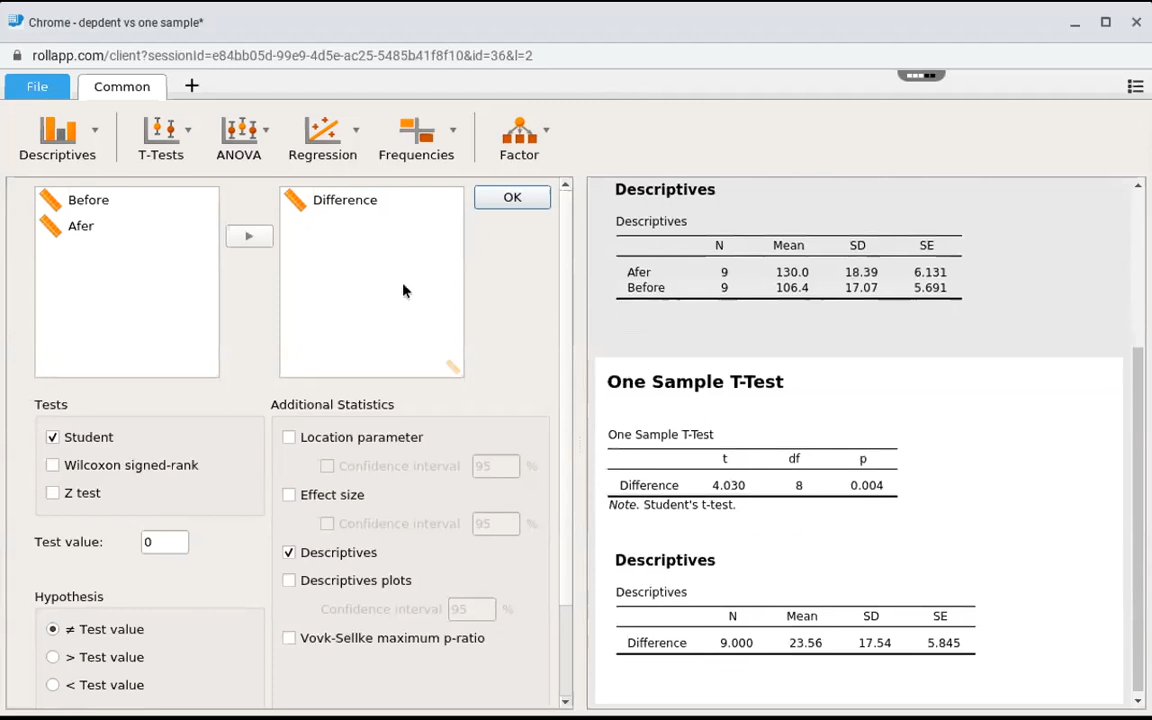 Chrome - depdent vs one sample*
rollapp.com/client?sessionId=e84bb05d-99e9-4d5e-ac25-5485b41f8f10&id=36&l=2
File Common +
Descriptives T-Tests ANOVA Regression Frequencies Factor
Before
Afer
Difference
OK
Tests
Student
Wilcoxon signed-rank
Z test
Test value: 0
Hypothesis
≠ Test value
> Test value
< Test value
Additional Statistics
Location parameter
Confidence interval 95 %
Effect size
Confidence interval 95 %
Descriptives
Descriptives plots
Confidence interval 95 %
Vovk-Sellke maximum p-ratio
Descriptives
Descriptives
N Mean SD SE
Afer 9 130.0 18.39 6.131
Before 9 106.4 17.07 5.691
One Sample T-Test
One Sample T-Test
t df p
Difference 4.030 8 0.004
Note. Student's t-test.
Descriptives
Descriptives
N Mean SD SE
Difference 9.000 23.56 17.54 5.845